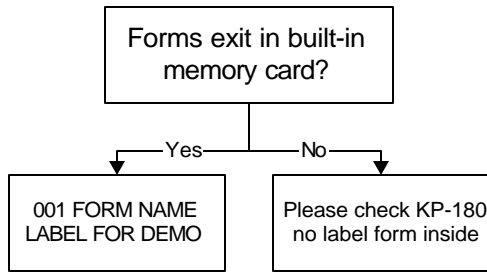 Forms exit in built-in
memory card?
Yes
No
001 FORM NAME
LABEL FOR DEMO
Please check KP-180
no label form inside